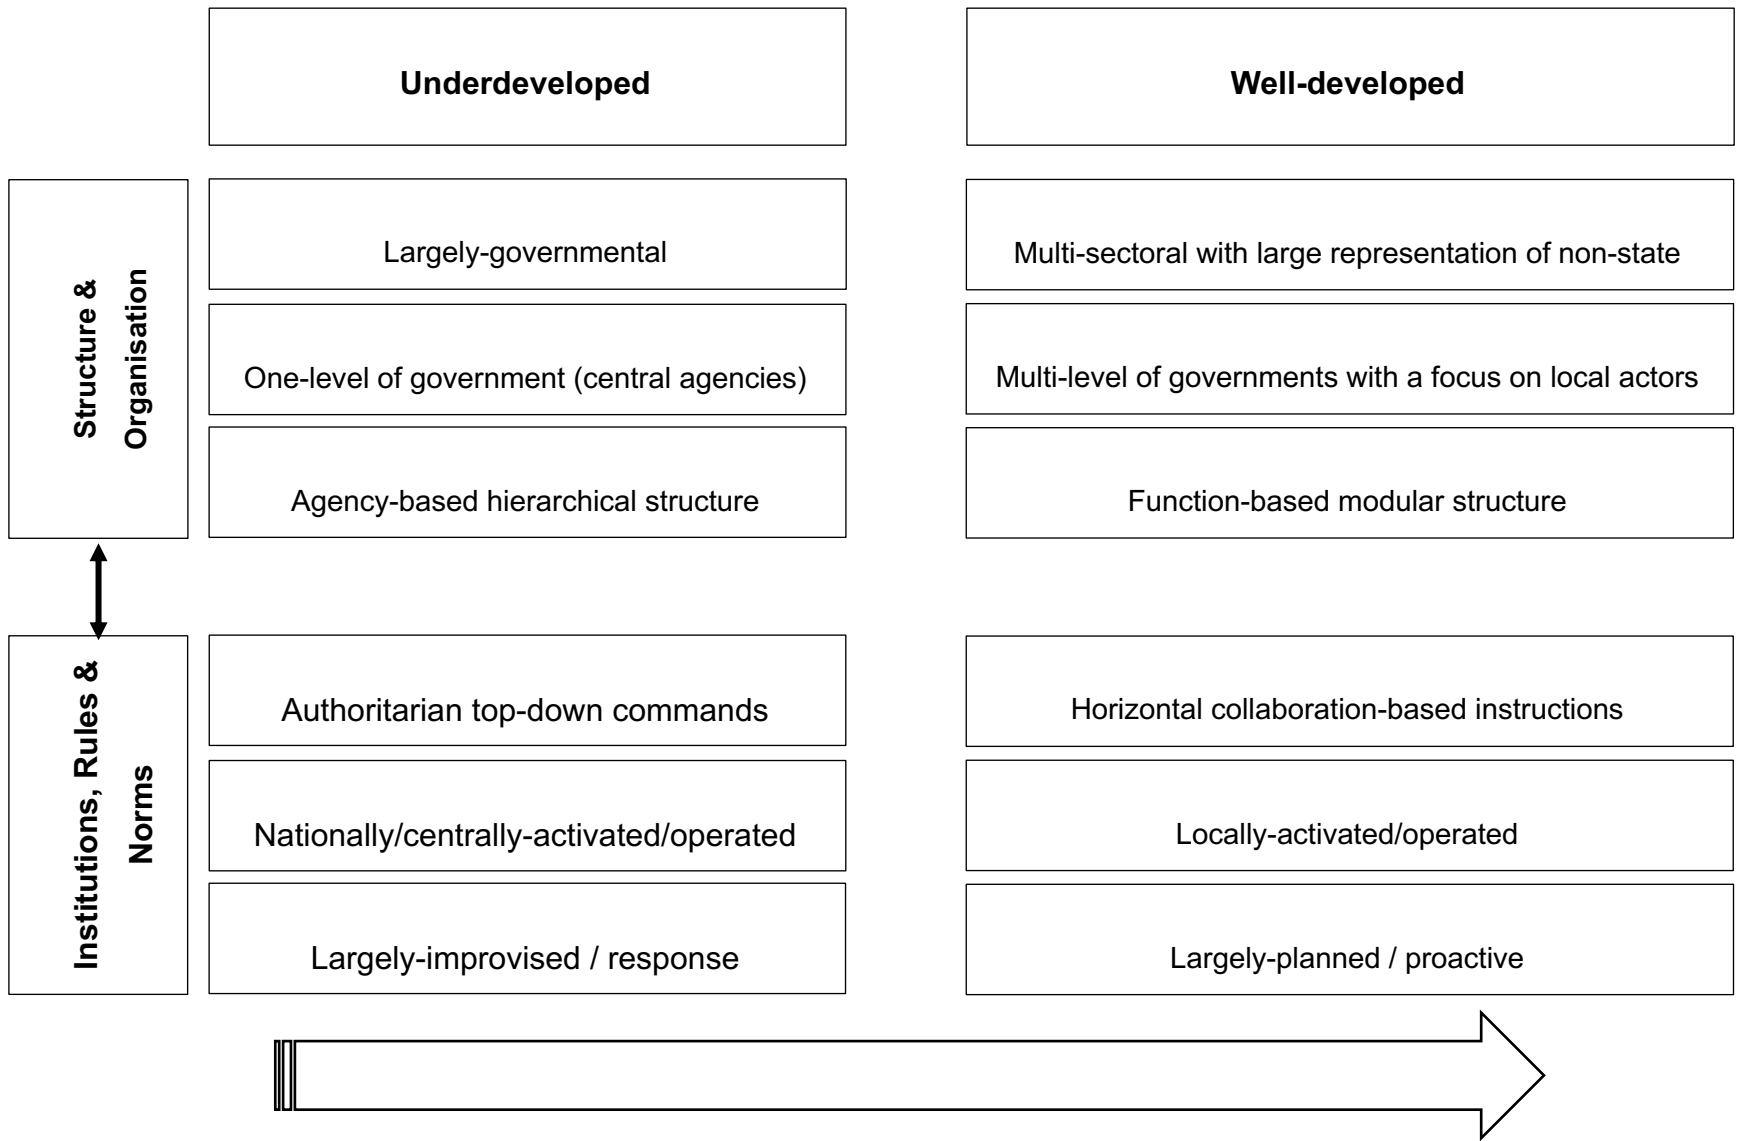 Underdeveloped
Well-developed
Structure &
Organisation
Largely-governmental
Multi-sectoral with large representation of non-state
One-level of government (central agencies)
Multi-level of governments with a focus on local actors
Agency-based hierarchical structure
Function-based modular structure
Institutions, Rules &
Norms
Authoritarian top-down commands
Horizontal collaboration-based instructions
Nationally/centrally-activated/operated
Locally-activated/operated
Largely-improvised / response
Largely-planned / proactive